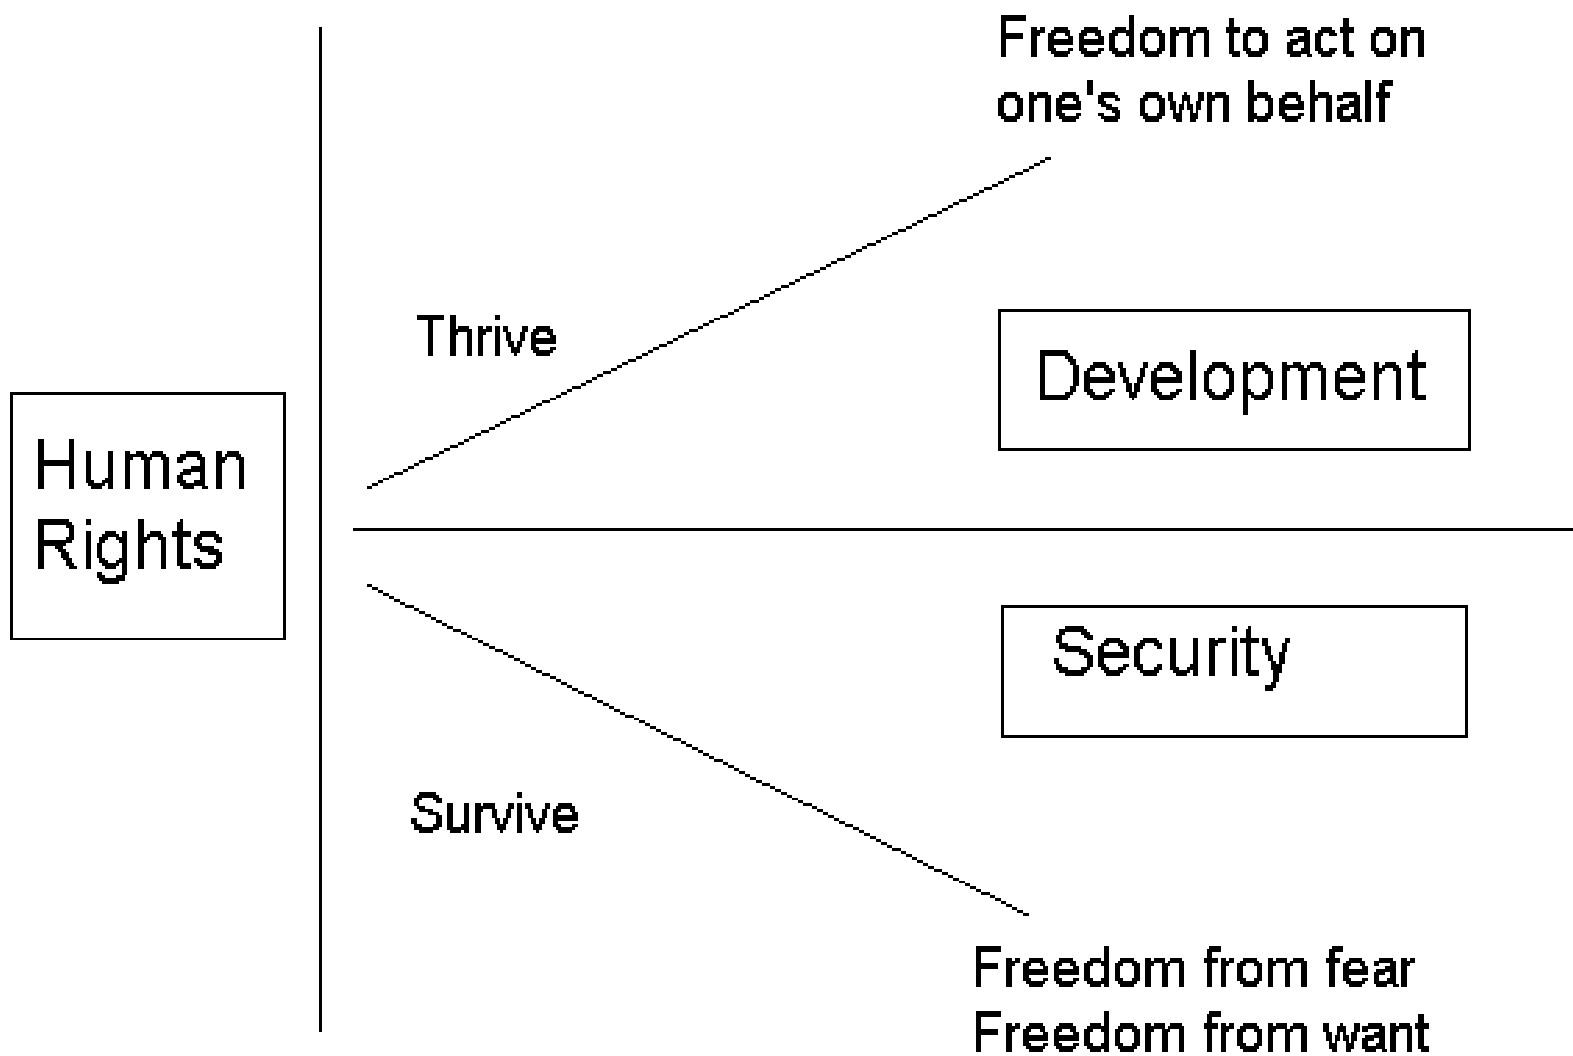 Freedom to act on
one's own behalf
Thrive
Development
Human
Rights
Security
Survive
Freedom from fear
Freedom from want